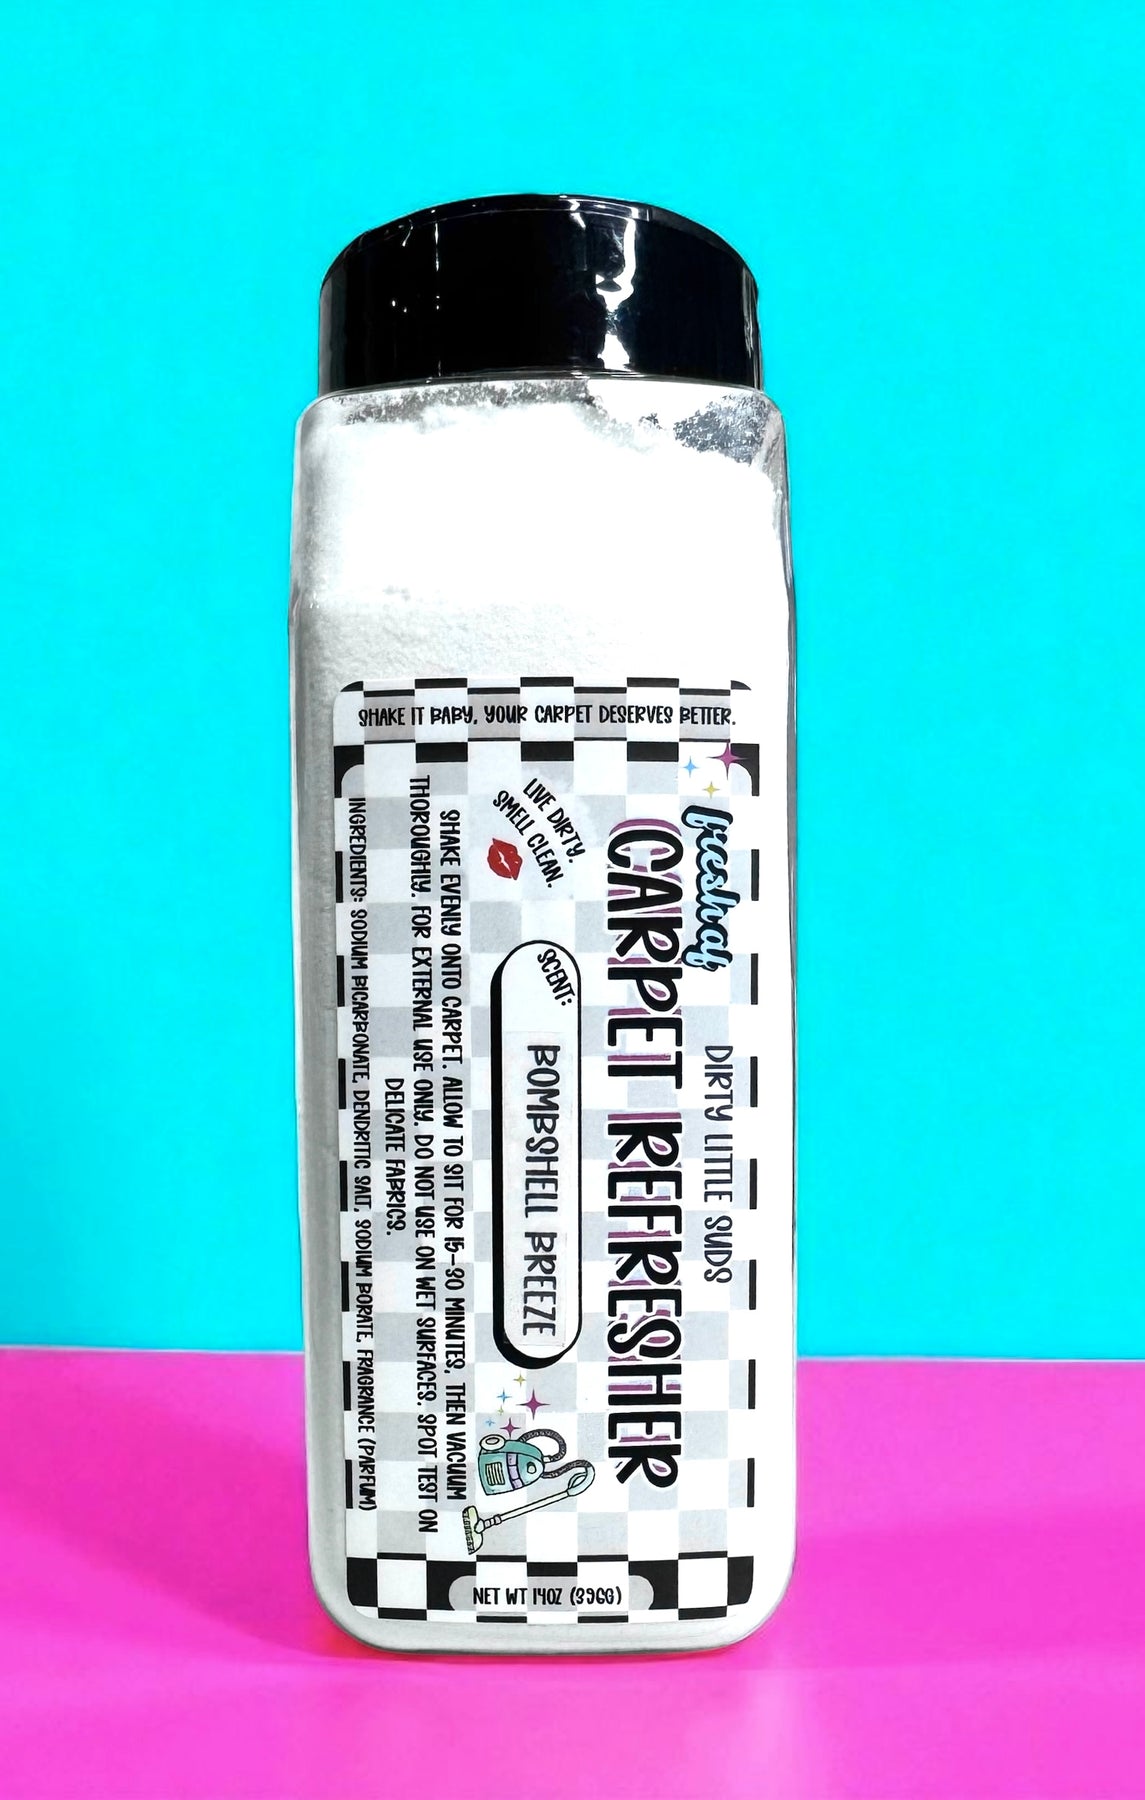 SHAKE IT BABY, YOUR CARPET DESERVES BETTER.
DIRTY LITTLE SUDS
freshaf
CARPET REFRESHER
LIVE DIRTY.
SMELL CLEAN.
SCENT:
BOMBSHELL BREEZE
SHAKE EVENLY ONTO CARPET. ALLOW TO SIT FOR 15-30 MINUTES, THEN VACUUM
THOROUGHLY. FOR EXTERNAL USE ONLY. DO NOT USE ON WET SURFACES. SPOT TEST ON
DELICATE FABRICS.
INGREDIENTS: SODIUM BICARBONATE, DENDRITIC SALT, SODIUM BORATE, FRAGRANCE (PARFUM)
NET WT 14OZ (396G)